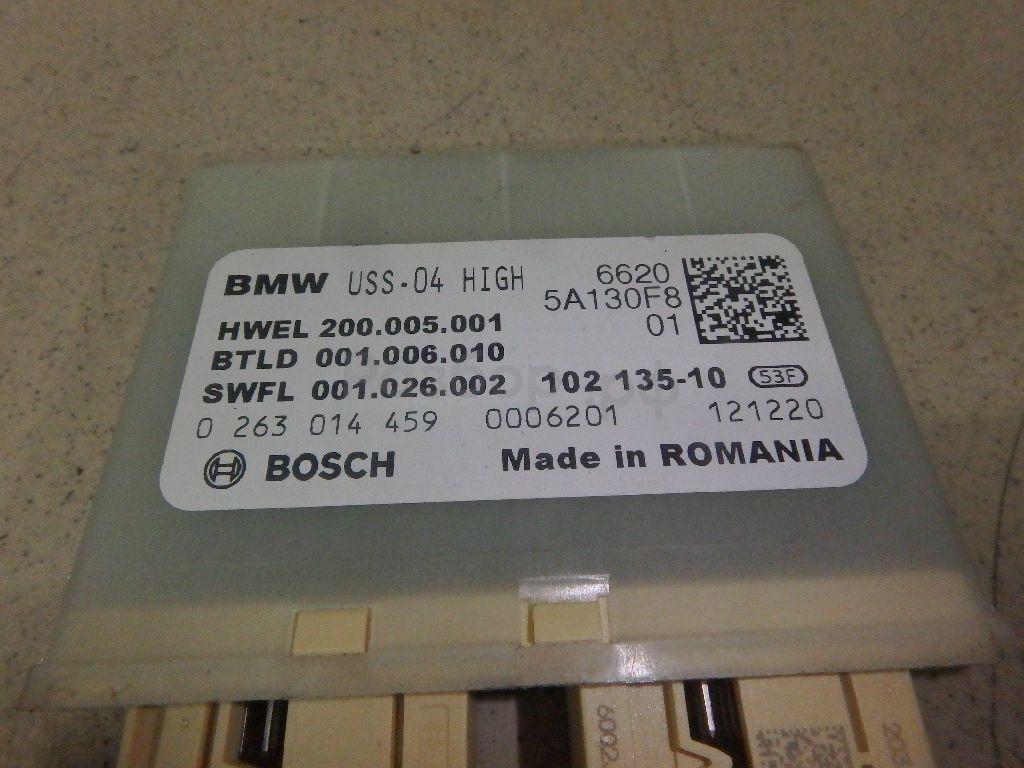 BMW USS-04 HIGH
6620
5A130F8
01
HWEL 200.005.001
BTLD 001.006.010
SWFL 001.026.002 102 135-10 53F
0 263 014 459 0006201 121220
BOSCH Made in ROMANIA